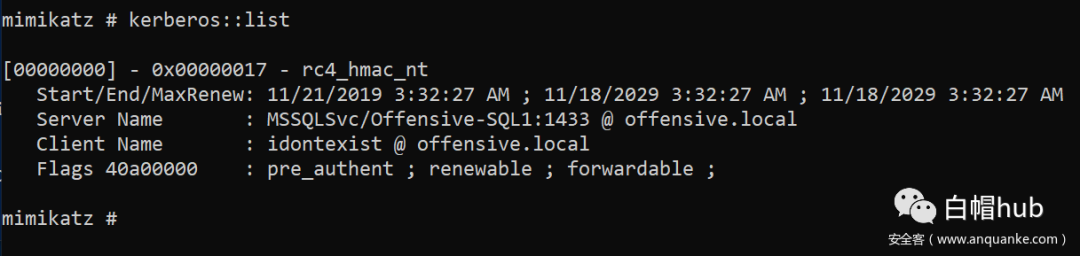 mimikatz # kerberos::list
[00000000] - 0x00000017 - rc4_hmac_nt
Start/End/MaxRenew: 11/21/2019 3:32:27 AM ; 11/18/2029 3:32:27 AM ; 11/18/2029 3:32:27 AM
Server Name : MSSQLSvc/Offensive-SQL1:1433 @ offensive.local
Client Name : idontexist @ offensive.local
Flags 40a00000 : pre_authent ; renewable ; forwardable ;
mimikatz #
白帽hub
安全客（www.anquanke.com）